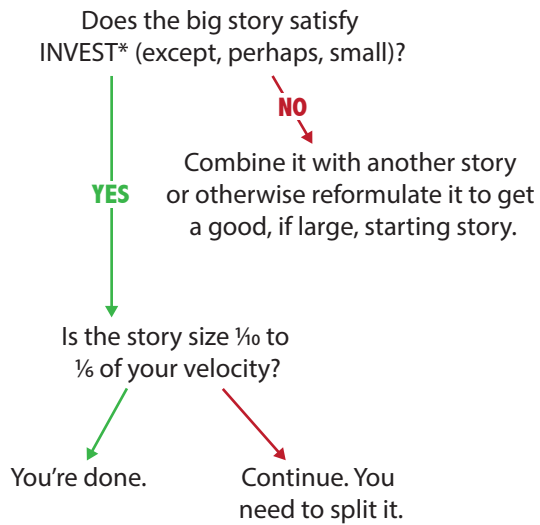 Does the big story satisfy
INVEST* (except, perhaps, small)?
NO
Combine it with another story
or otherwise reformulate it to get
a good, if large, starting story.
YES
Is the story size ⅒ to
⅙ of your velocity?
You’re done.
Continue. You
need to split it.